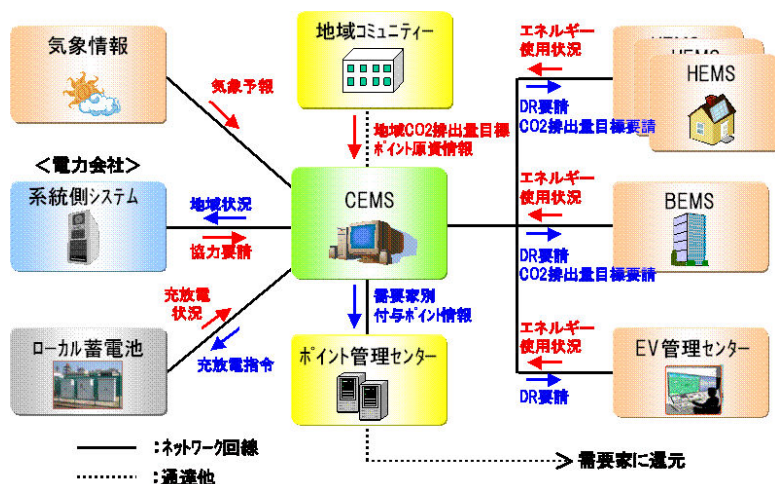 気象情報
気象予報
地域コミュニティー
地域CO2排出量目標
ポイント原資情報
エネルギー
使用状況
DR要請
CO2排出量目標要請
HEMS
HEMS
HEMS
<電力会社>
系統側システム
地域状況
協力要請
CEMS
エネルギー
使用状況
DR要請
CO2排出量目標要請
BEMS
充放電
状況
充放電指令
ローカル蓄電池
需要家別
付与ポイント情報
ポイント管理センター
エネルギー
使用状況
DR要請
EV管理センター
:ネットワーク回線
:通達他
需要家に還元